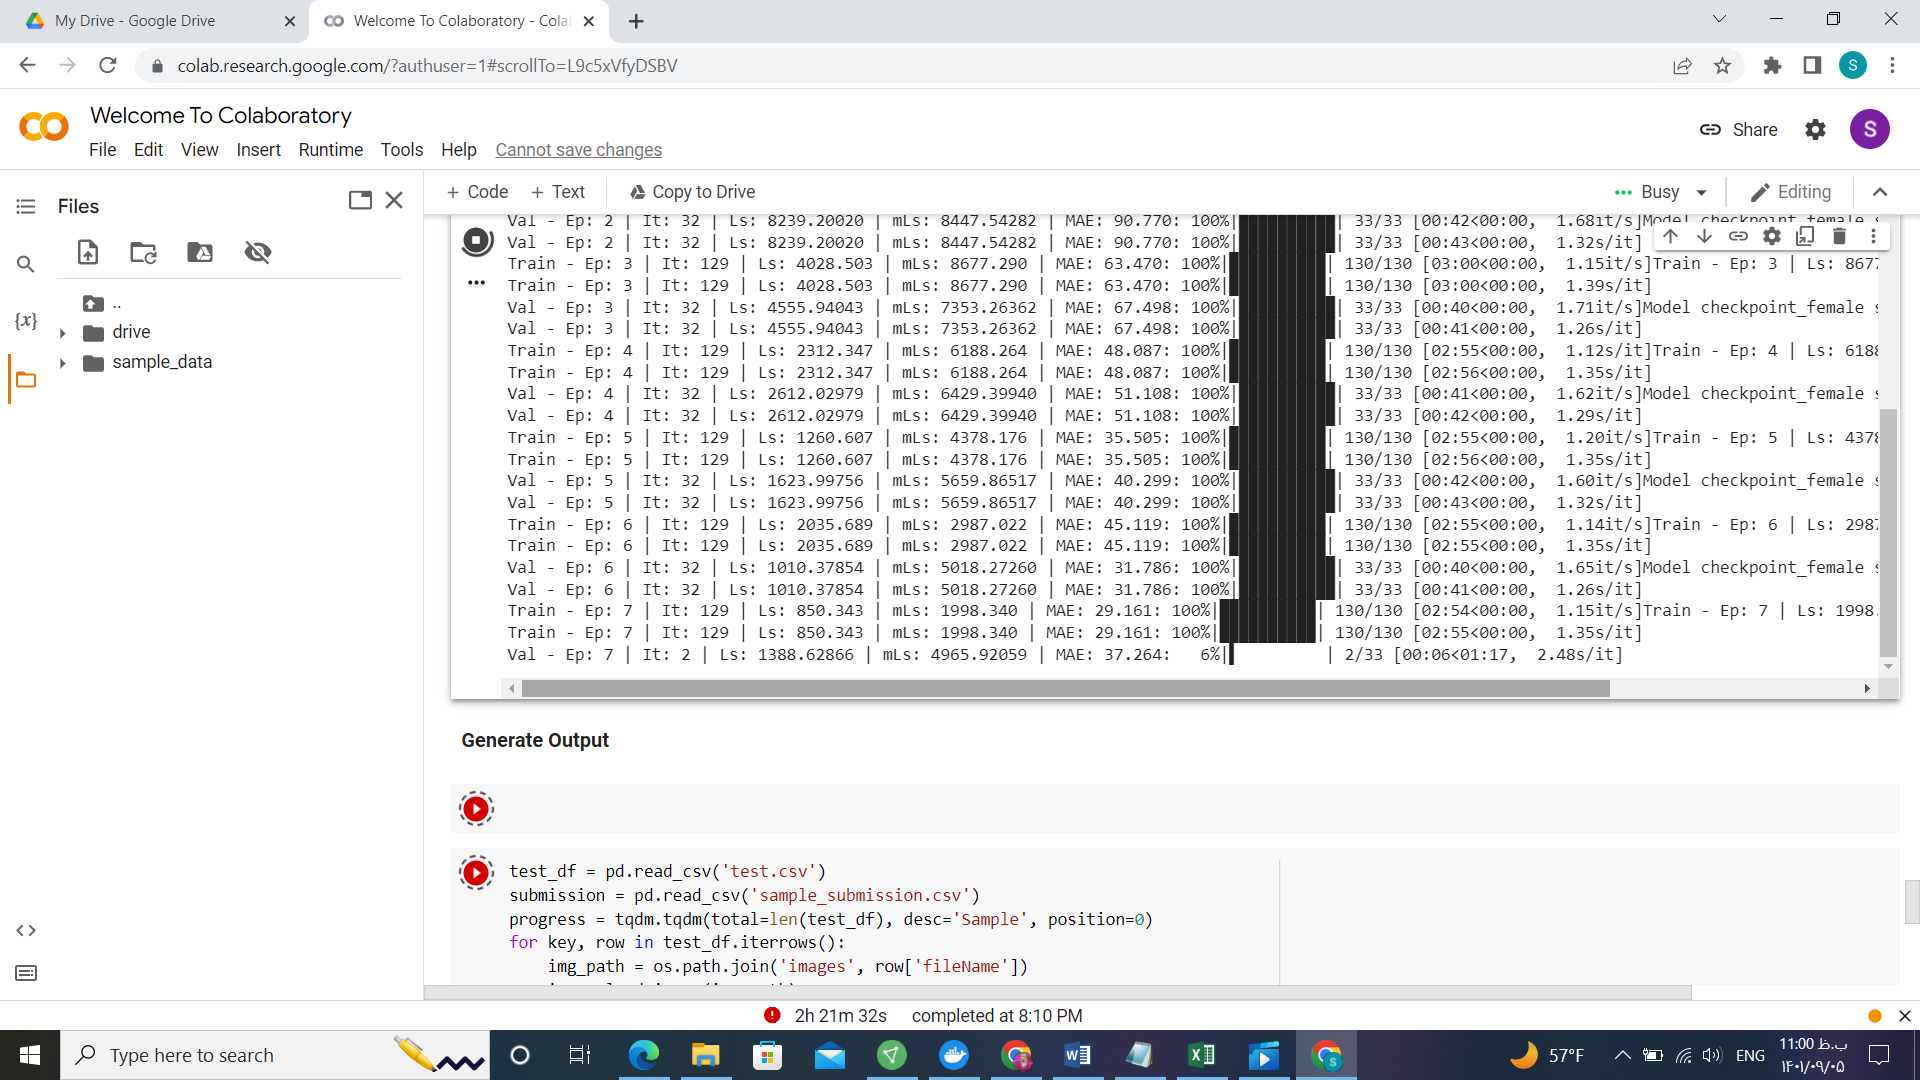 My Drive - Google Drive
Welcome To Colaboratory - Cola
colab.research.google.com/?authuser=1#scrollTo=L9c5xVfyDSBV
S
Welcome To Colaboratory
File Edit View Insert Runtime Tools Help Cannot save changes
Share
S
Files
+ Code + Text Copy to Drive
Busy
Editing
..
drive
sample_data
{x}
Val - Ep: 2 | It: 32 | Ls: 8239.20020 | mLs: 8447.54282 | MAE: 90.770: 100%| | 33/33 [00:42<00:00, 1.68it/s]Model checkpoint_female s
Val - Ep: 2 | It: 32 | Ls: 8239.20020 | mLs: 8447.54282 | MAE: 90.770: 100%| | 33/33 [00:43<00:00, 1.32s/it]
Train - Ep: 3 | It: 129 | Ls: 4028.503 | mLs: 8677.290 | MAE: 63.470: 100%| | 130/130 [03:00<00:00, 1.15it/s]Train - Ep: 3 | Ls: 8677
Train - Ep: 3 | It: 129 | Ls: 4028.503 | mLs: 8677.290 | MAE: 63.470: 100%| | 130/130 [03:00<00:00, 1.39s/it]
Val - Ep: 3 | It: 32 | Ls: 4555.94043 | mLs: 7353.26362 | MAE: 67.498: 100%| | 33/33 [00:40<00:00, 1.71it/s]Model checkpoint_female s
Val - Ep: 3 | It: 32 | Ls: 4555.94043 | mLs: 7353.26362 | MAE: 67.498: 100%| | 33/33 [00:41<00:00, 1.26s/it]
Train - Ep: 4 | It: 129 | Ls: 2312.347 | mLs: 6188.264 | MAE: 48.087: 100%| | 130/130 [02:55<00:00, 1.12s/it]Train - Ep: 4 | Ls: 6188
Train - Ep: 4 | It: 129 | Ls: 2312.347 | mLs: 6188.264 | MAE: 48.087: 100%| | 130/130 [02:56<00:00, 1.35s/it]
Val - Ep: 4 | It: 32 | Ls: 2612.02979 | mLs: 6429.39940 | MAE: 51.108: 100%| | 33/33 [00:41<00:00, 1.62it/s]Model checkpoint_female s
Val - Ep: 4 | It: 32 | Ls: 2612.02979 | mLs: 6429.39940 | MAE: 51.108: 100%| | 33/33 [00:42<00:00, 1.29s/it]
Train - Ep: 5 | It: 129 | Ls: 1260.607 | mLs: 4378.176 | MAE: 35.505: 100%| | 130/130 [02:55<00:00, 1.20it/s]Train - Ep: 5 | Ls: 4378
Train - Ep: 5 | It: 129 | Ls: 1260.607 | mLs: 4378.176 | MAE: 35.505: 100%| | 130/130 [02:56<00:00, 1.35s/it]
Val - Ep: 5 | It: 32 | Ls: 1623.99756 | mLs: 5659.86517 | MAE: 40.299: 100%| | 33/33 [00:42<00:00, 1.60it/s]Model checkpoint_female s
Val - Ep: 5 | It: 32 | Ls: 1623.99756 | mLs: 5659.86517 | MAE: 40.299: 100%| | 33/33 [00:43<00:00, 1.32s/it]
Train - Ep: 6 | It: 129 | Ls: 2035.689 | mLs: 2987.022 | MAE: 45.119: 100%| | 130/130 [02:55<00:00, 1.14it/s]Train - Ep: 6 | Ls: 2987
Train - Ep: 6 | It: 129 | Ls: 2035.689 | mLs: 2987.022 | MAE: 45.119: 100%| | 130/130 [02:55<00:00, 1.35s/it]
Val - Ep: 6 | It: 32 | Ls: 1010.37854 | mLs: 5018.27260 | MAE: 31.786: 100%| | 33/33 [00:40<00:00, 1.65it/s]Model checkpoint_female s
Val - Ep: 6 | It: 32 | Ls: 1010.37854 | mLs: 5018.27260 | MAE: 31.786: 100%| | 33/33 [00:41<00:00, 1.26s/it]
Train - Ep: 7 | It: 129 | Ls: 850.343 | mLs: 1998.340 | MAE: 29.161: 100%| | 130/130 [02:54<00:00, 1.15it/s]Train - Ep: 7 | Ls: 1998.
Train - Ep: 7 | It: 129 | Ls: 850.343 | mLs: 1998.340 | MAE: 29.161: 100%| | 130/130 [02:55<00:00, 1.35s/it]
Val - Ep: 7 | It: 2 | Ls: 1388.62866 | mLs: 4965.92059 | MAE: 37.264: 6%| | 2/33 [00:06<01:17, 2.48s/it]
Generate Output
test_df = pd.read_csv('test.csv')
submission = pd.read_csv('sample_submission.csv')
progress = tqdm.tqdm(total=len(test_df), desc='Sample', position=0)
for key, row in test_df.iterrows():
img_path = os.path.join('images', row['fileName'])
2h 21m 32s completed at 8:10 PM
Type here to search
57°F
ENG
11:00 ب.ظ
۱۴۰۱/۰۹/۰۵